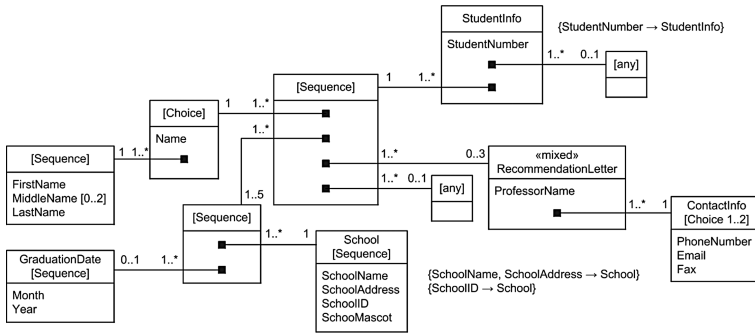 StudentInfo
{StudentNumber → StudentInfo}
StudentNumber
1..* 0..1
[any]
[Sequence]
1 1..*
[Choice]
1 1..*
Name
1..*
[Sequence]
1 1..*
FirstName
MiddleName [0..2]
LastName
1..* 0..3
«mixed»
RecommendationLetter
ProfessorName
1..* 0..1
[any]
1..5
[Sequence]
1..* 1
ContactInfo
[Choice 1..2]
PhoneNumber
Email
Fax
1..* 1
School
[Sequence]
SchoolName
SchoolAddress
SchoolID
SchooMascot
{SchoolName, SchoolAddress → School}
{SchoolID → School}
GraduationDate
[Sequence]
0..1 1..*
Month
Year